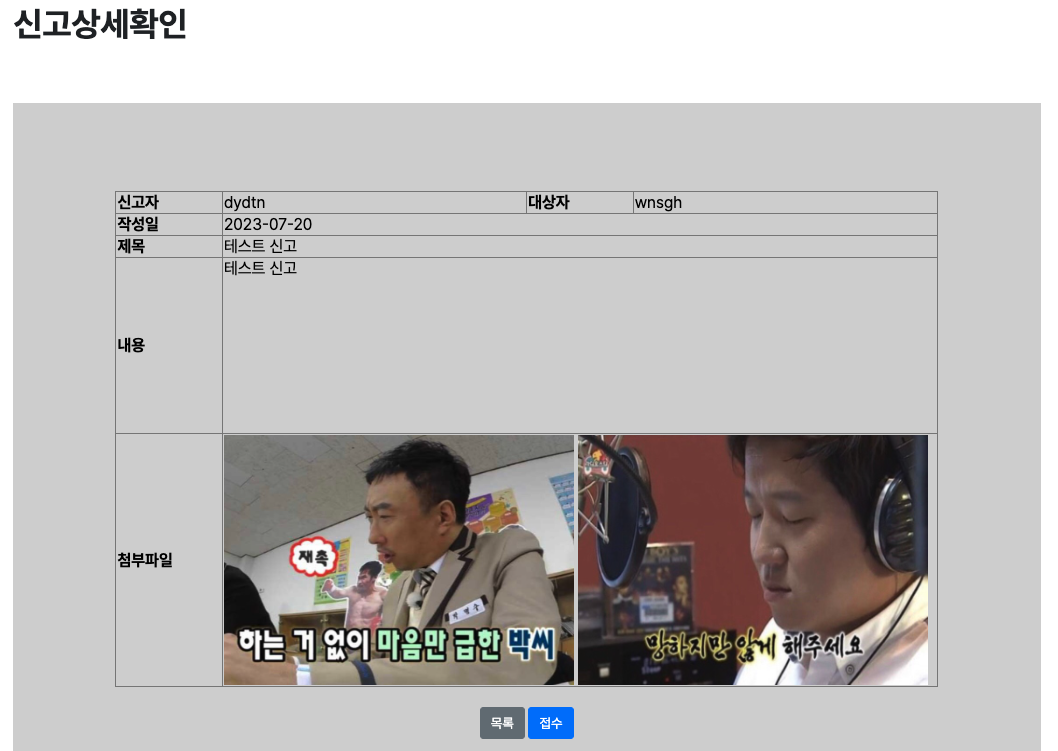 신고상세확인
신고자 dydtn 대상자 wnsgh
작성일 2023-07-20
제목 테스트 신고
내용 테스트 신고
첨부파일
재촉
하는 거 없이 마음만 급한 박씨
망하지만 않게 해주세요
목록 접수